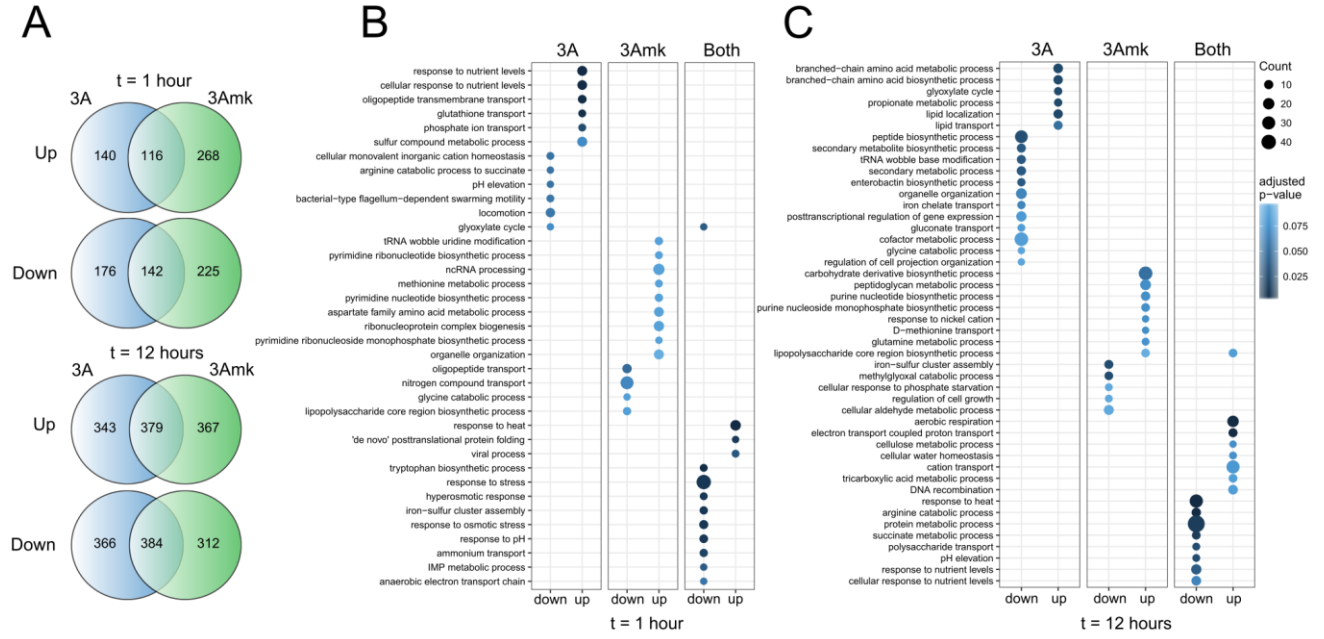 A
t = 1 hour
3A
3Amk
Up
140
116
268
Down
176
142
225
t = 12 hours
3A
3Amk
Up
343
379
367
Down
366
384
312
B
3A
3Amk
Both
response to nutrient levels
cellular response to nutrient levels
oligopeptide transmembrane transport
glutathione transport
phosphate ion transport
sulfur compound metabolic process
cellular monovalent inorganic cation homeostasis
arginine catabolic process to succinate
pH elevation
bacterial−type flagellum−dependent swarming motility
locomotion
glyoxylate cycle
tRNA wobble uridine modification
pyrimidine ribonucleotide biosynthetic process
ncRNA processing
methionine metabolic process
pyrimidine nucleotide biosynthetic process
aspartate family amino acid metabolic process
ribonucleoprotein complex biogenesis
pyrimidine ribonucleoside monophosphate biosynthetic process
organelle organization
oligopeptide transport
nitrogen compound transport
glycine catabolic process
lipopolysaccharide core region biosynthetic process
response to heat
'de novo' posttranslational protein folding
viral process
tryptophan biosynthetic process
response to stress
hyperosmotic response
iron−sulfur cluster assembly
response to osmotic stress
response to pH
ammonium transport
IMP metabolic process
anaerobic electron transport chain
down up
down up
down up
t = 1 hour
C
3A
3Amk
Both
branched−chain amino acid metabolic process
branched−chain amino acid biosynthetic process
glyoxylate cycle
propionate metabolic process
lipid localization
lipid transport
peptide biosynthetic process
secondary metabolite biosynthetic process
tRNA wobble base modification
secondary metabolic process
enterobactin biosynthetic process
organelle organization
iron chelate transport
posttranscriptional regulation of gene expression
gluconate transport
cofactor metabolic process
glycine catabolic process
regulation of cell projection organization
carbohydrate derivative biosynthetic process
peptidoglycan metabolic process
purine nucleotide biosynthetic process
purine nucleoside monophosphate biosynthetic process
response to nickel cation
D−methionine transport
glutamine metabolic process
lipopolysaccharide core region biosynthetic process
iron−sulfur cluster assembly
methylglyoxal catabolic process
cellular response to phosphate starvation
regulation of cell growth
cellular aldehyde metabolic process
aerobic respiration
electron transport coupled proton transport
cellulose metabolic process
cellular water homeostasis
cation transport
tricarboxylic acid metabolic process
DNA recombination
response to heat
arginine catabolic process
protein metabolic process
succinate metabolic process
polysaccharide transport
pH elevation
response to nutrient levels
cellular response to nutrient levels
down up
down up
down up
t = 12 hours
Count
10
20
30
40
adjusted
p−value
0.075
0.050
0.025